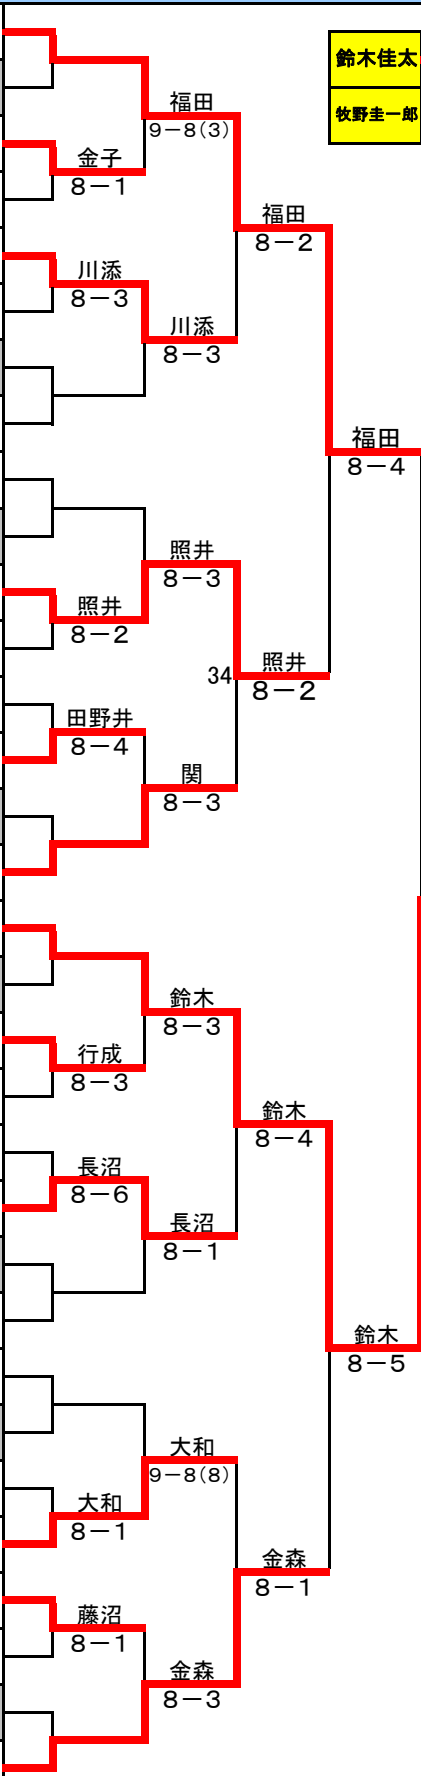 鈴木佳太
牧野圭一郎
福田
9－8(3)
金子
8－1
福田
8－2
川添
8－3
川添
8－3
福田
8－4
照井
8－3
照井
8－2
34
照井
8－2
田野井
8－4
関
8－3
鈴木
8－3
行成
8－3
鈴木
8－4
長沼
8－6
長沼
8－1
鈴木
8－5
大和
9－8(8)
大和
8－1
金森
8－1
藤沼
8－1
金森
8－3